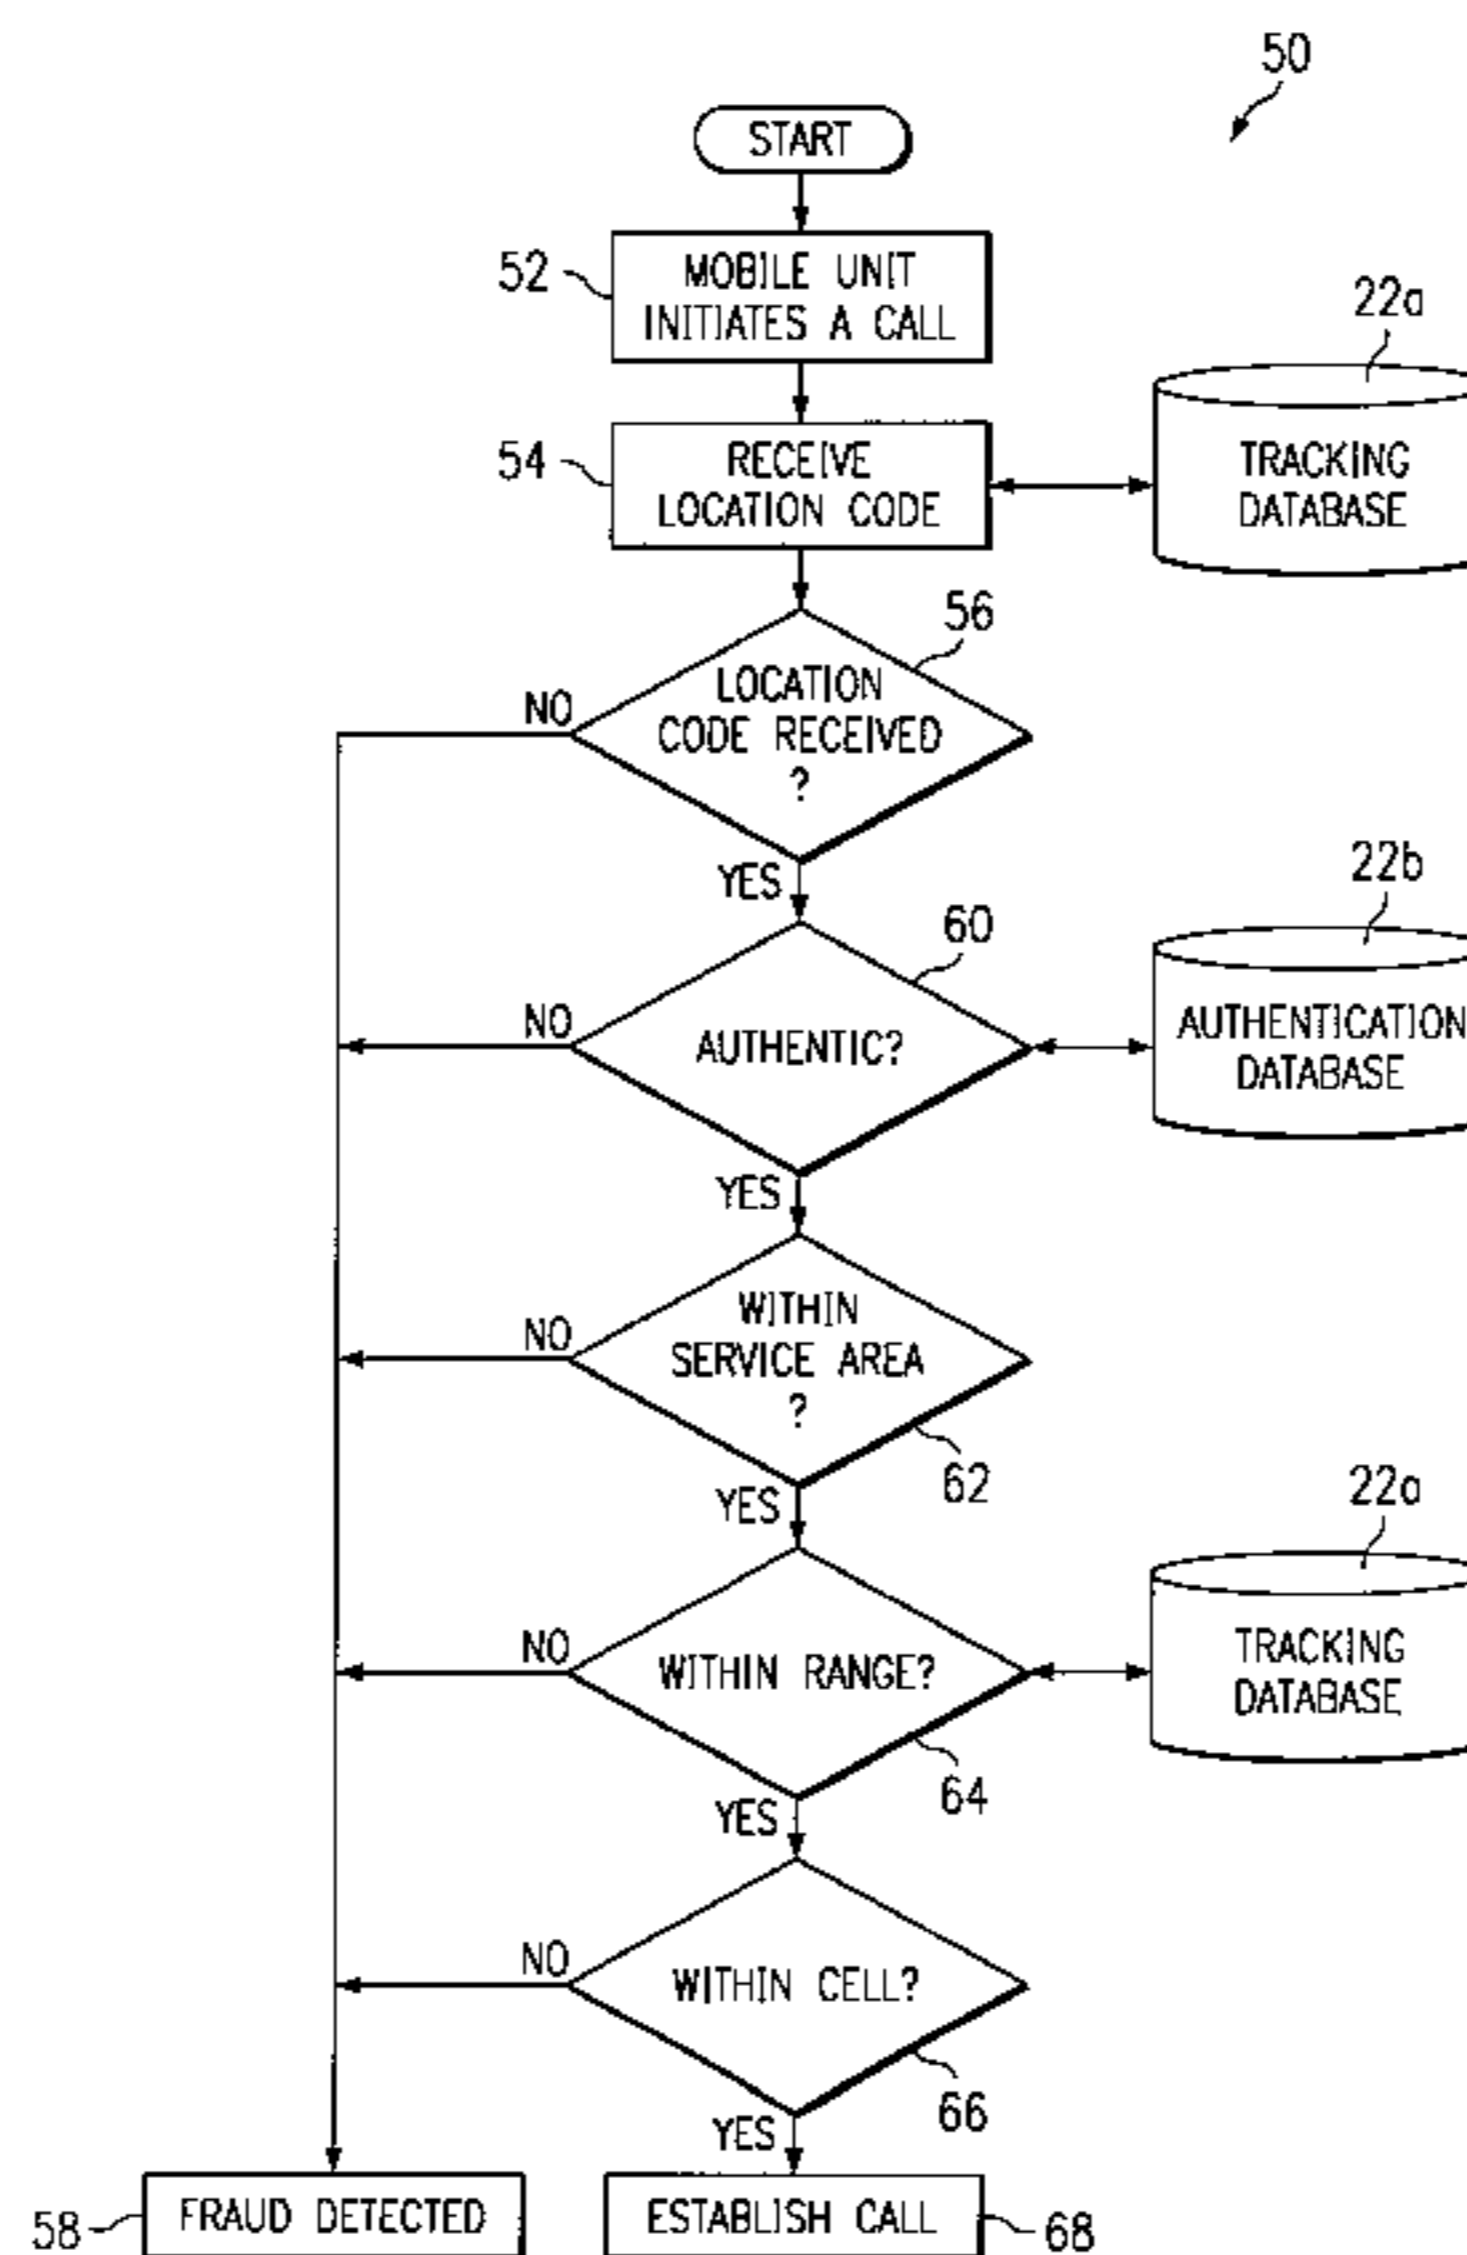 50
START
52
MOBILE UNIT
INITIATES A CALL
22a
54
RECEIVE
LOCATION CODE
TRACKING
DATABASE
56
LOCATION
CODE RECEIVED
?
NO
YES
22b
60
AUTHENTIC?
NO
AUTHENTICATION
DATABASE
YES
WITHIN
SERVICE AREA
?
NO
62
YES
22a
WITHIN RANGE?
NO
TRACKING
DATABASE
64
YES
WITHIN CELL?
NO
66
YES
58
FRAUD DETECTED
ESTABLISH CALL
68